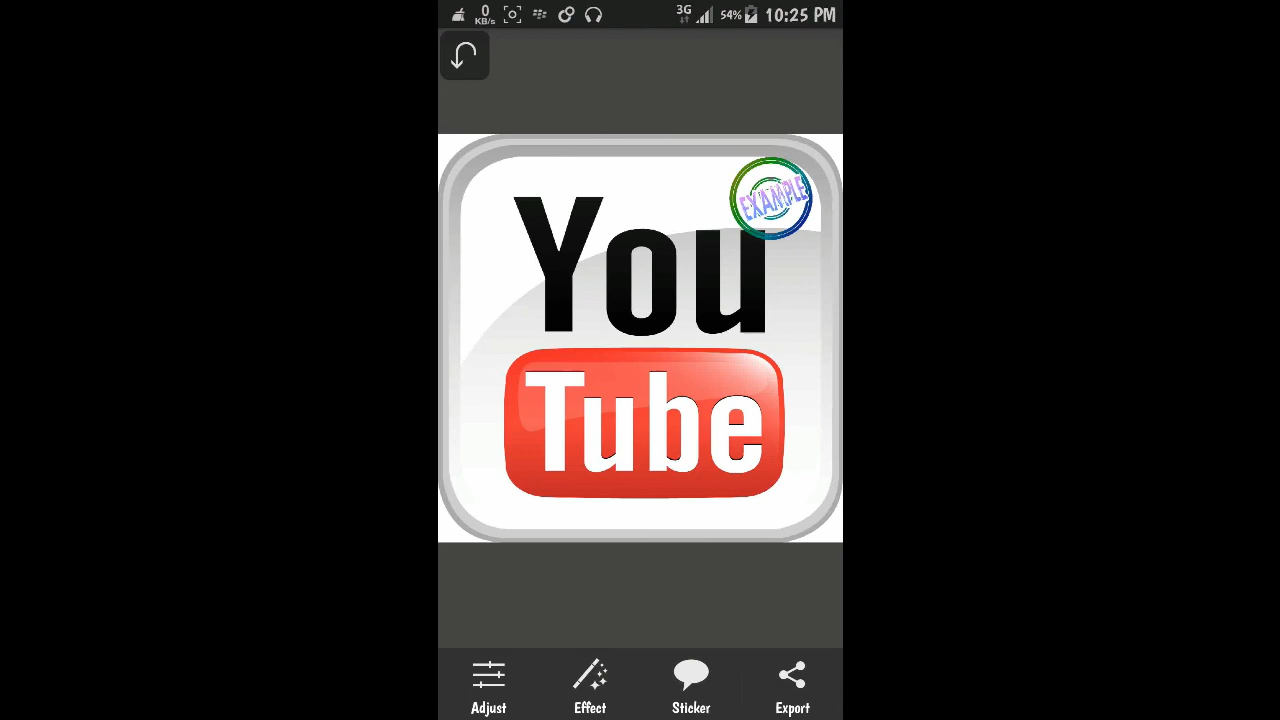 0
KB/s
3G
54%
10:25 PM
EXAMPLE
You
Tube
Adjust
Effect
Sticker
Export